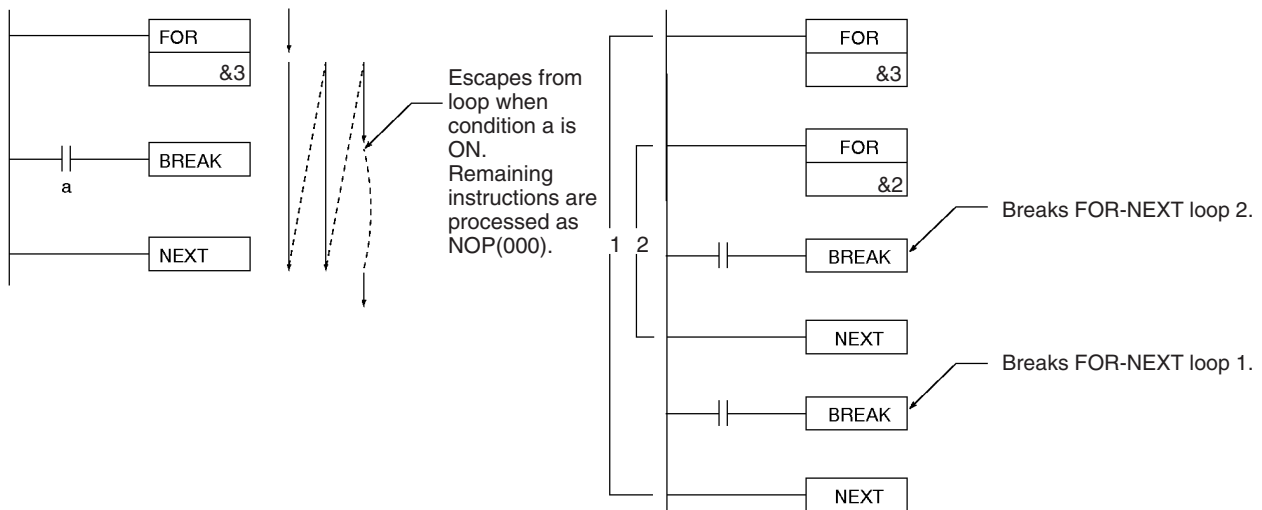 FOR
&3
BREAK
a
NEXT
Escapes from
loop when
condition a is
ON.
Remaining
instructions are
processed as
NOP(000).
1 2
FOR
&3
FOR
&2
BREAK
Breaks FOR-NEXT loop 2.
NEXT
BREAK
Breaks FOR-NEXT loop 1.
NEXT